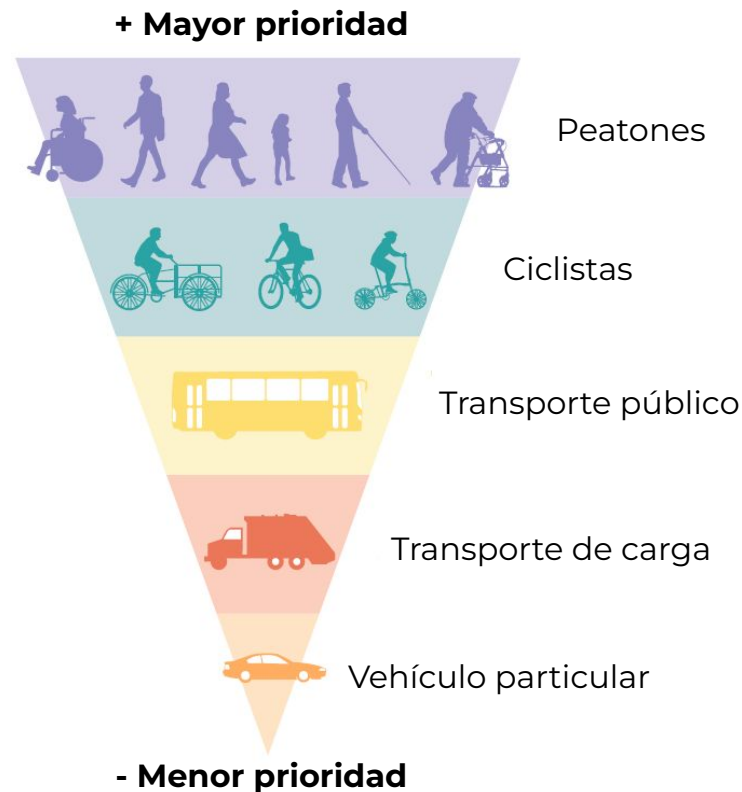 + Mayor prioridad
Peatones
Ciclistas
Transporte público
Transporte de carga
Vehículo particular
- Menor prioridad